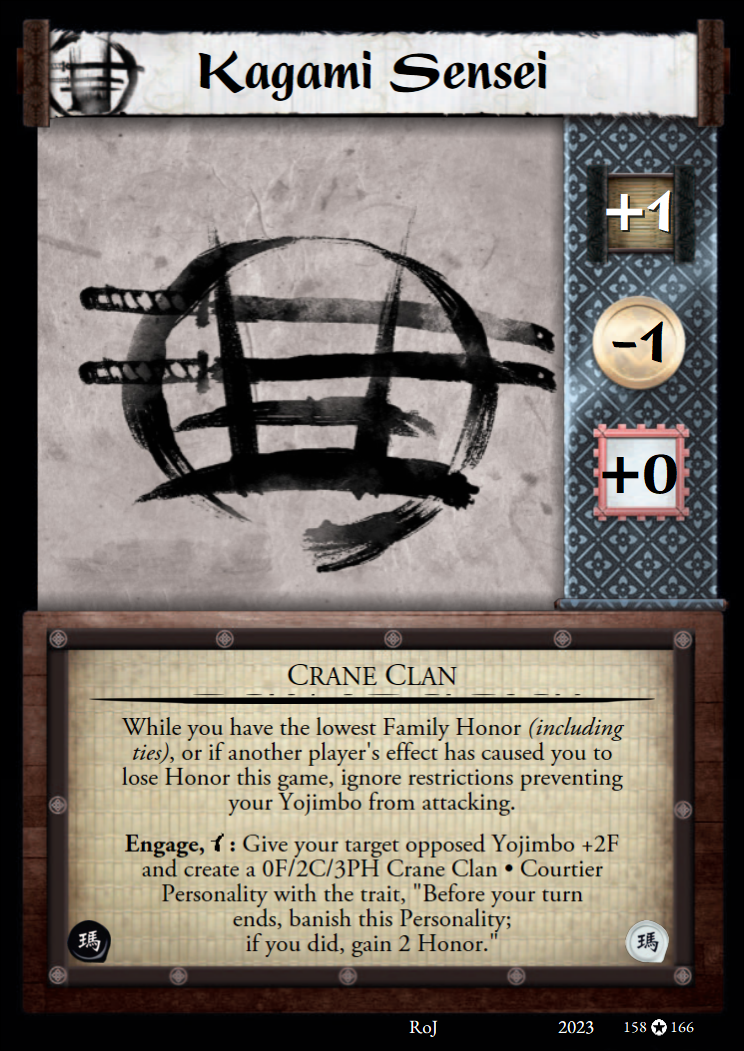 Kagami Sensei
+1
-1
+0
Crane Clan
While you have the lowest Family Honor (including
ties), or if another player's effect has caused you to
lose Honor this game, ignore restrictions preventing
your Yojimbo from attacking.
Engage, : Give your target opposed Yojimbo +2F
and create a 0F/2C/3PH Crane Clan • Courtier
Personality with the trait, "Before your turn
ends, banish this Personality;
if you did, gain 2 Honor."
瑪
瑪
RoJ 2023 158 ✪ 166